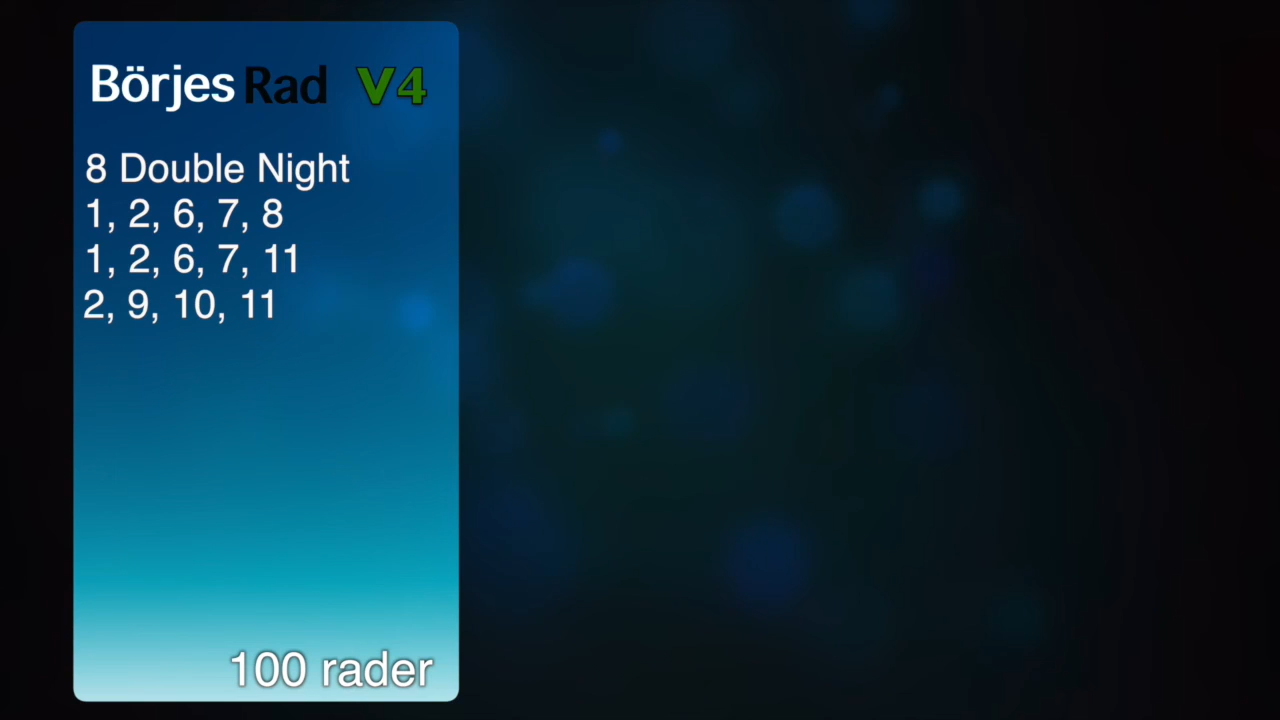 Börjes Rad V4
8 Double Night
1, 2, 6, 7, 8
1, 2, 6, 7, 11
2, 9, 10, 11
100 rader